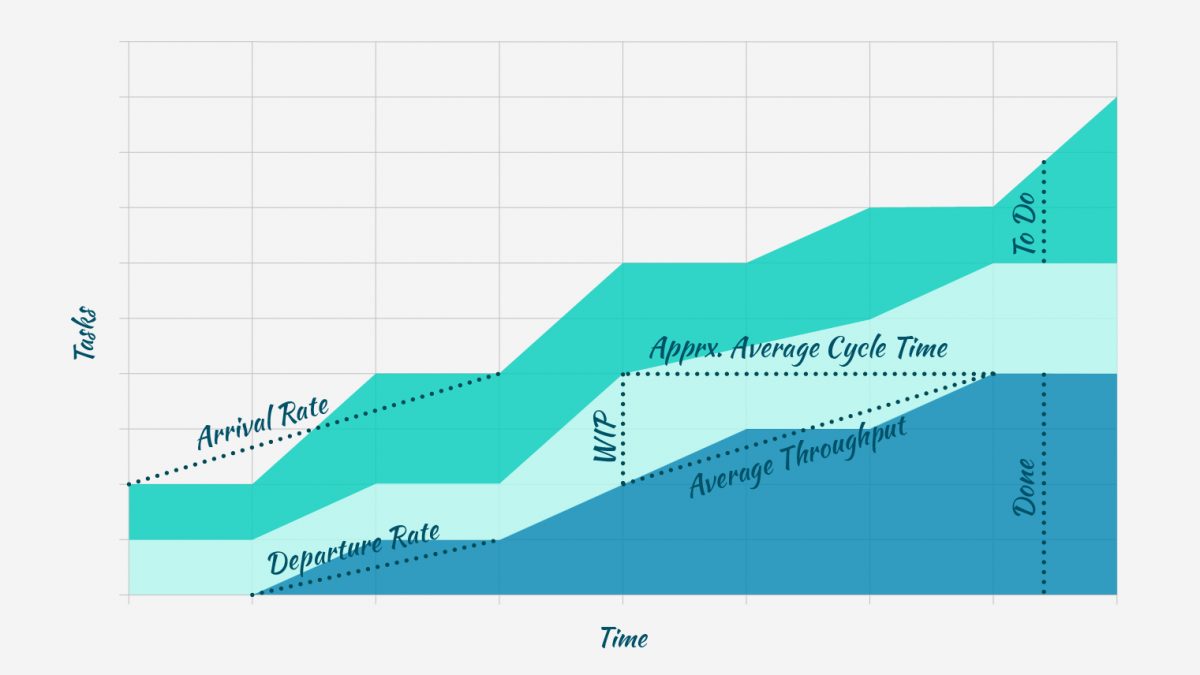 To Do
Tasks
Apprx. Average Cycle Time
Arrival Rate
WIP
Average Throughput
Done
Departure Rate
Time